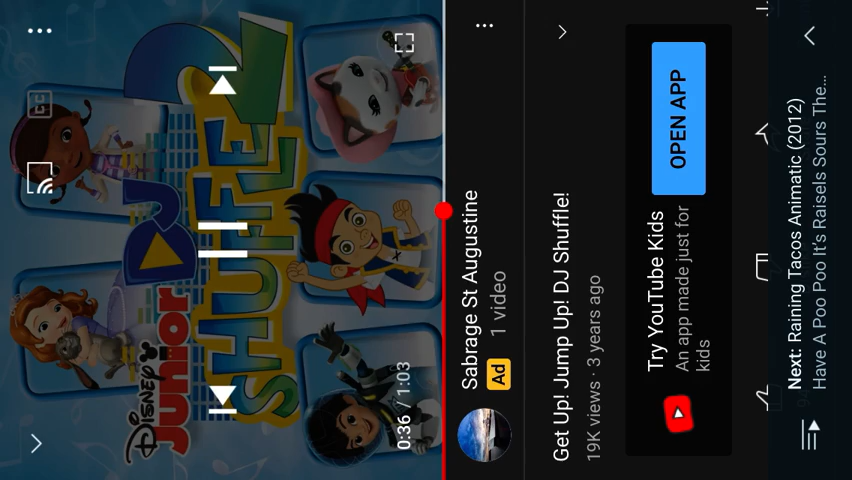 CC
Disney
Junior
DJ
SHUFFLE 2
0:36 / 1:03
Sabrage St Augustine
Ad 1 video
Get Up! Jump Up! DJ Shuffle!
19K views · 3 years ago
Try YouTube Kids
An app made just for
kids
OPEN APP
Next: Raining Tacos Animatic (2012)
Have A Poo Poo It's Raisels Sours The...